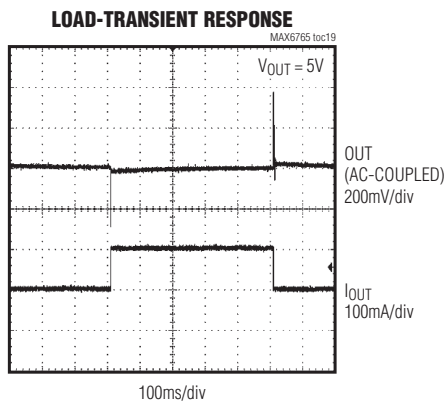 LOAD-TRANSIENT RESPONSE
MAX6765 toc19
VOUT = 5V
OUT
(AC-COUPLED)
200mV/div
IOUT
100mA/div
100ms/div